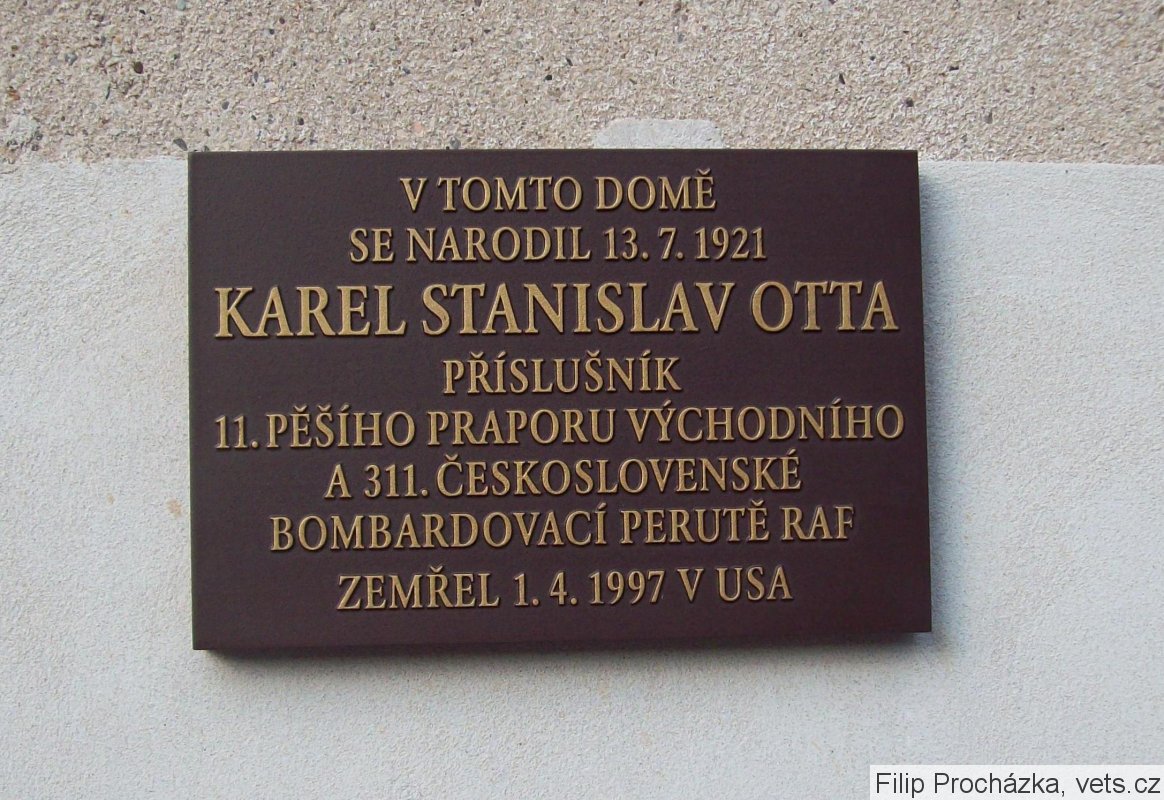 V TOMTO DOMĚ
SE NARODIL 13. 7. 1921
KAREL STANISLAV OTTA
PŘÍSLUŠNÍK
11. PĚŠÍHO PRAPORU VÝCHODNÍHO
A 311. ČESKOSLOVENSKÉ
BOMBARDOVACÍ PERUTĚ RAF
ZEMŘEL 1. 4. 1997 V USA
Filip Procházka, vets.cz